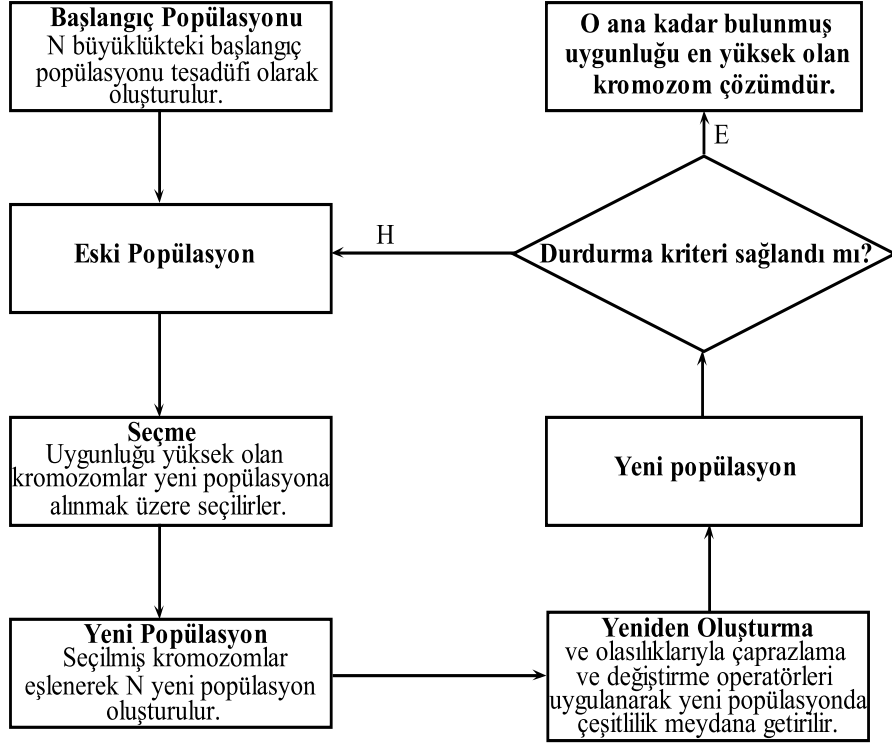 Başlangıç Popülasyonu
N büyüklükteki başlangıç
popülasyonu tesadüfi olarak
oluşturulur.
Eski Popülasyon
Seçme
Uygunluğu yüksek olan
kromozomlar yeni popülasyona
alınmak üzere seçilirler.
Yeni Popülasyon
Seçilmiş kromozomlar
eşlenerek N yeni popülasyon
oluşturulur.
Yeniden Oluşturma
ve olasılıklarıyla çaprazlama
ve değiştirme operatörleri
uygulanarak yeni popülasyonda
çeşitlilik meydana getirilir.
Yeni popülasyon
Durdurma kriteri sağlandı mı?
H
E
O ana kadar bulunmuş
uygunluğu en yüksek olan
kromozom çözümdür.